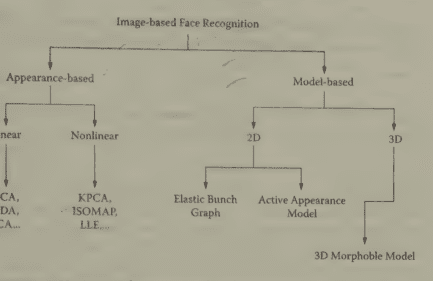 Image-based Face Recognition
Appearance-based
Model-based
near
Nonlinear
2D
3D
CA,
DA,
CA...
KPCA,
ISOMAP,
LLE....
Elastic Bunch
Graph
Active Appearance
Model
3D Morphoble Model